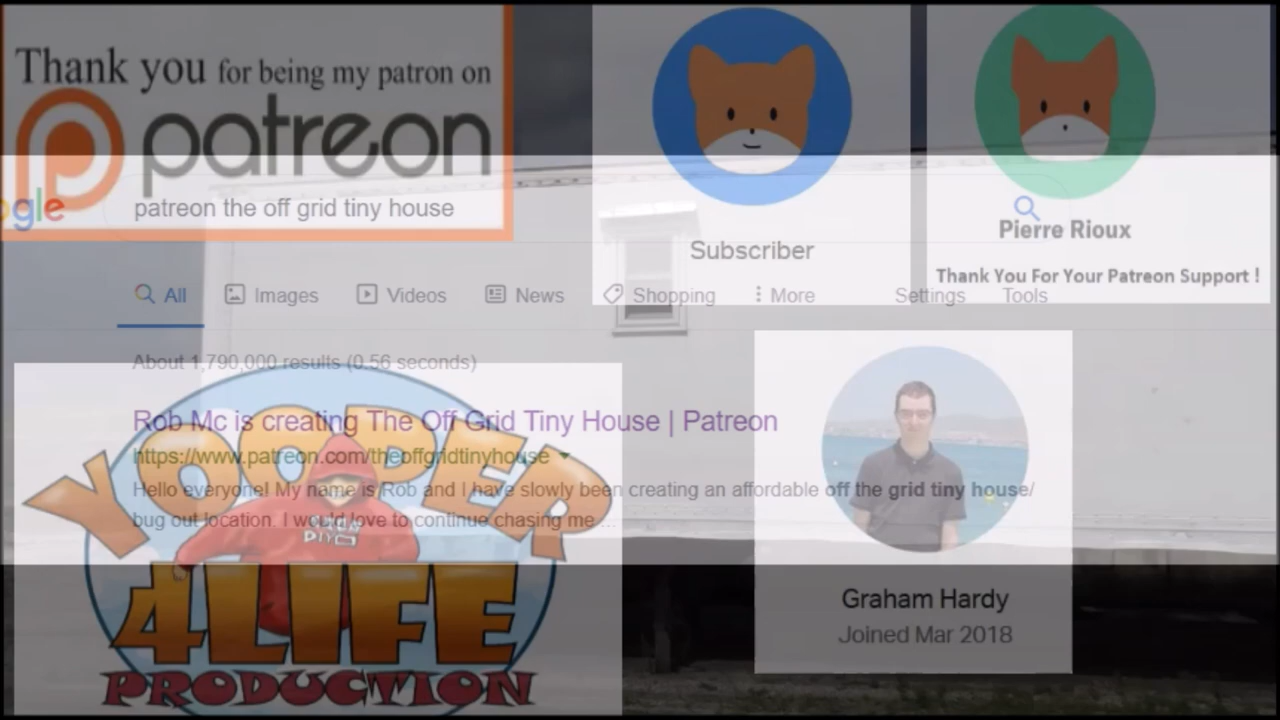 Thank you for being my patron on
patreon
ogle
patreon the off grid tiny house
Subscriber
Pierre Rioux
Thank You For Your Patreon Support !
All Images Videos News Shopping More Settings Tools
About 1,790,000 results (0.56 seconds)
Rob Mc is creating The Off Grid Tiny House | Patreon
https://www.patreon.com/theoffgridtinyhouse
Hello everyone! My name is Rob and I have slowly been creating an affordable off the grid tiny house/
bug out location. I would love to continue chasing me ...
YOOPER
4LIFE
PRODUCTION
Graham Hardy
Joined Mar 2018